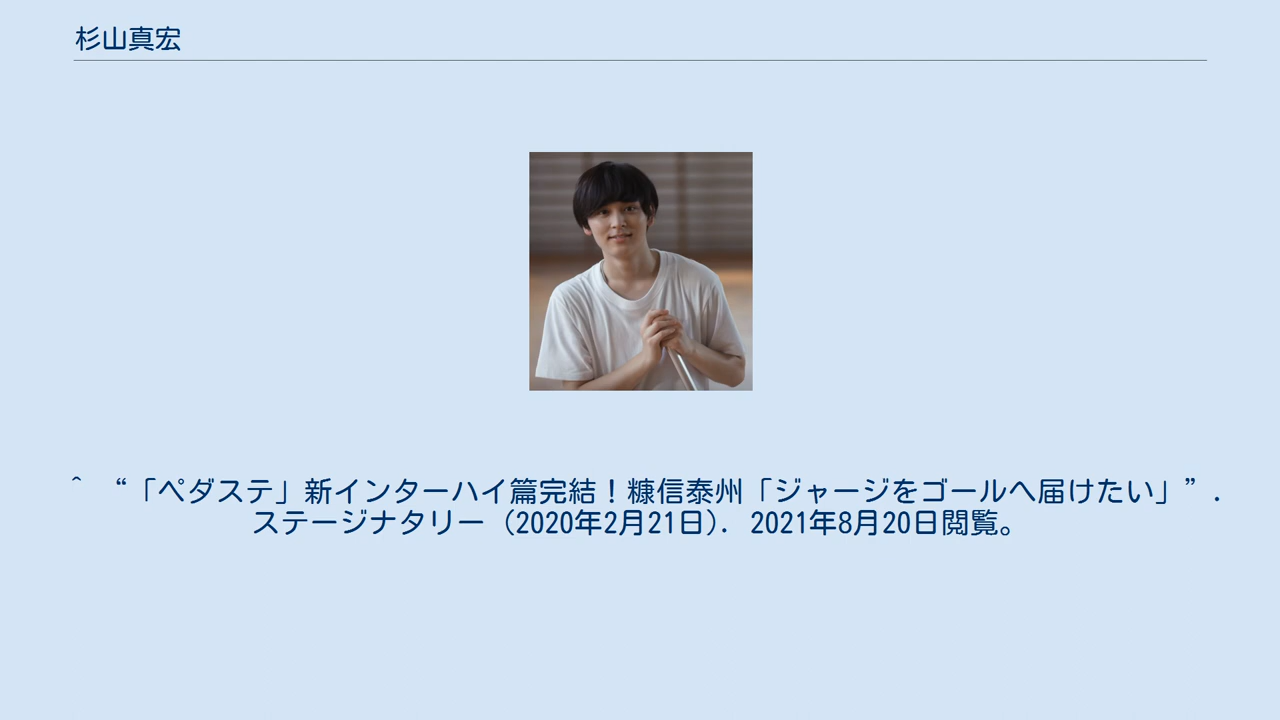 杉山真宏
^ “「ペダステ」新インターハイ篇完結！糠信泰州「ジャージをゴールへ届けたい」”.
ステージナタリー (2020年2月21日). 2021年8月20日閲覧。